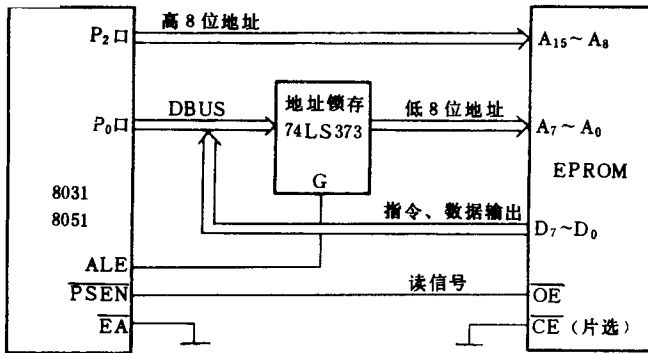 高 8 位地址
P₂口
A₁₅~A₈
地址锁存
DBUS
低 8 位地址
P₀口
74LS373
A₇~A₀
EPROM
G
8031
8051
指令、数据输出
D₇~D₀
ALE
读信号
PSEN
OE
EA
CE (片选)